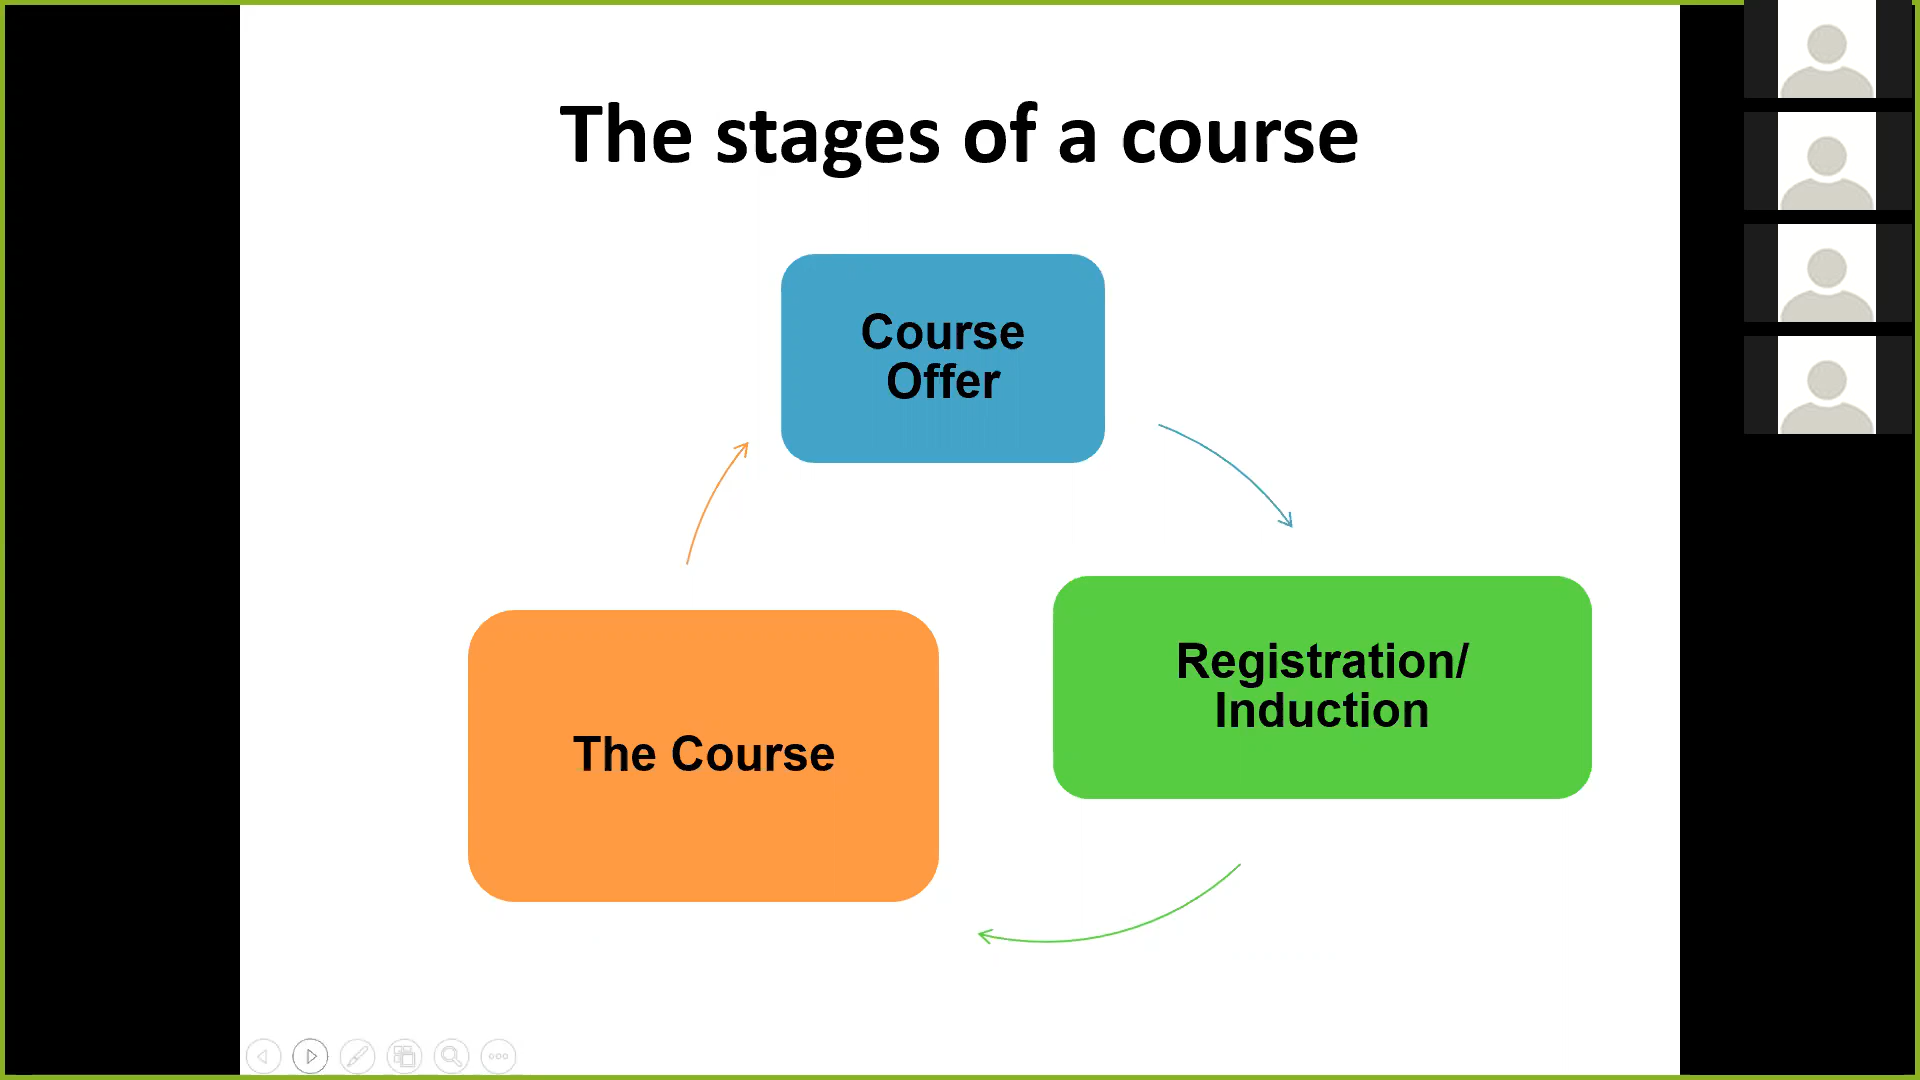 The stages of a course
Course
Offer
Registration/
Induction
The Course